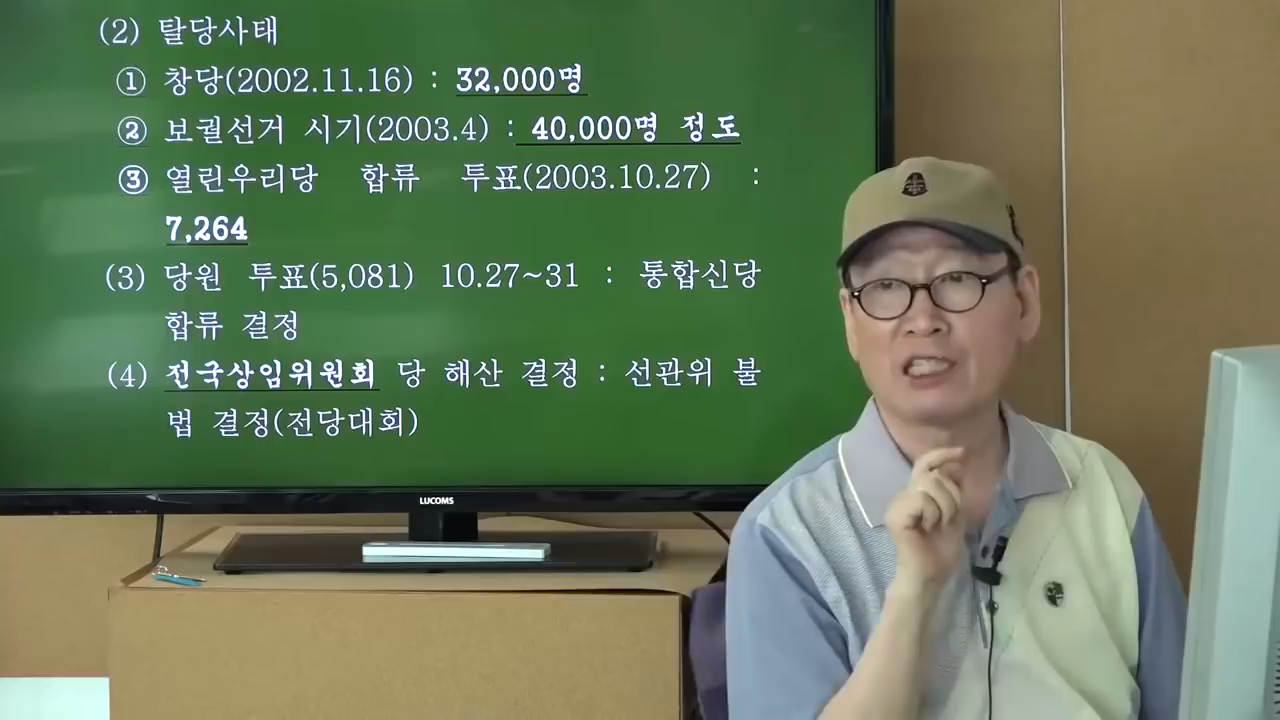 (2) 탈당사태
① 창당(2002.11.16) : 32,000명
② 보궐선거 시기(2003.4) : 40,000명 정도
③ 열린우리당 합류 투표(2003.10.27) :
7,264
(3) 당원 투표(5,081) 10.27~31 : 통합신당
합류 결정
(4) 전국상임위원회 당 해산 결정 : 선관위 불
법 결정(전당대회)
LUCOMS